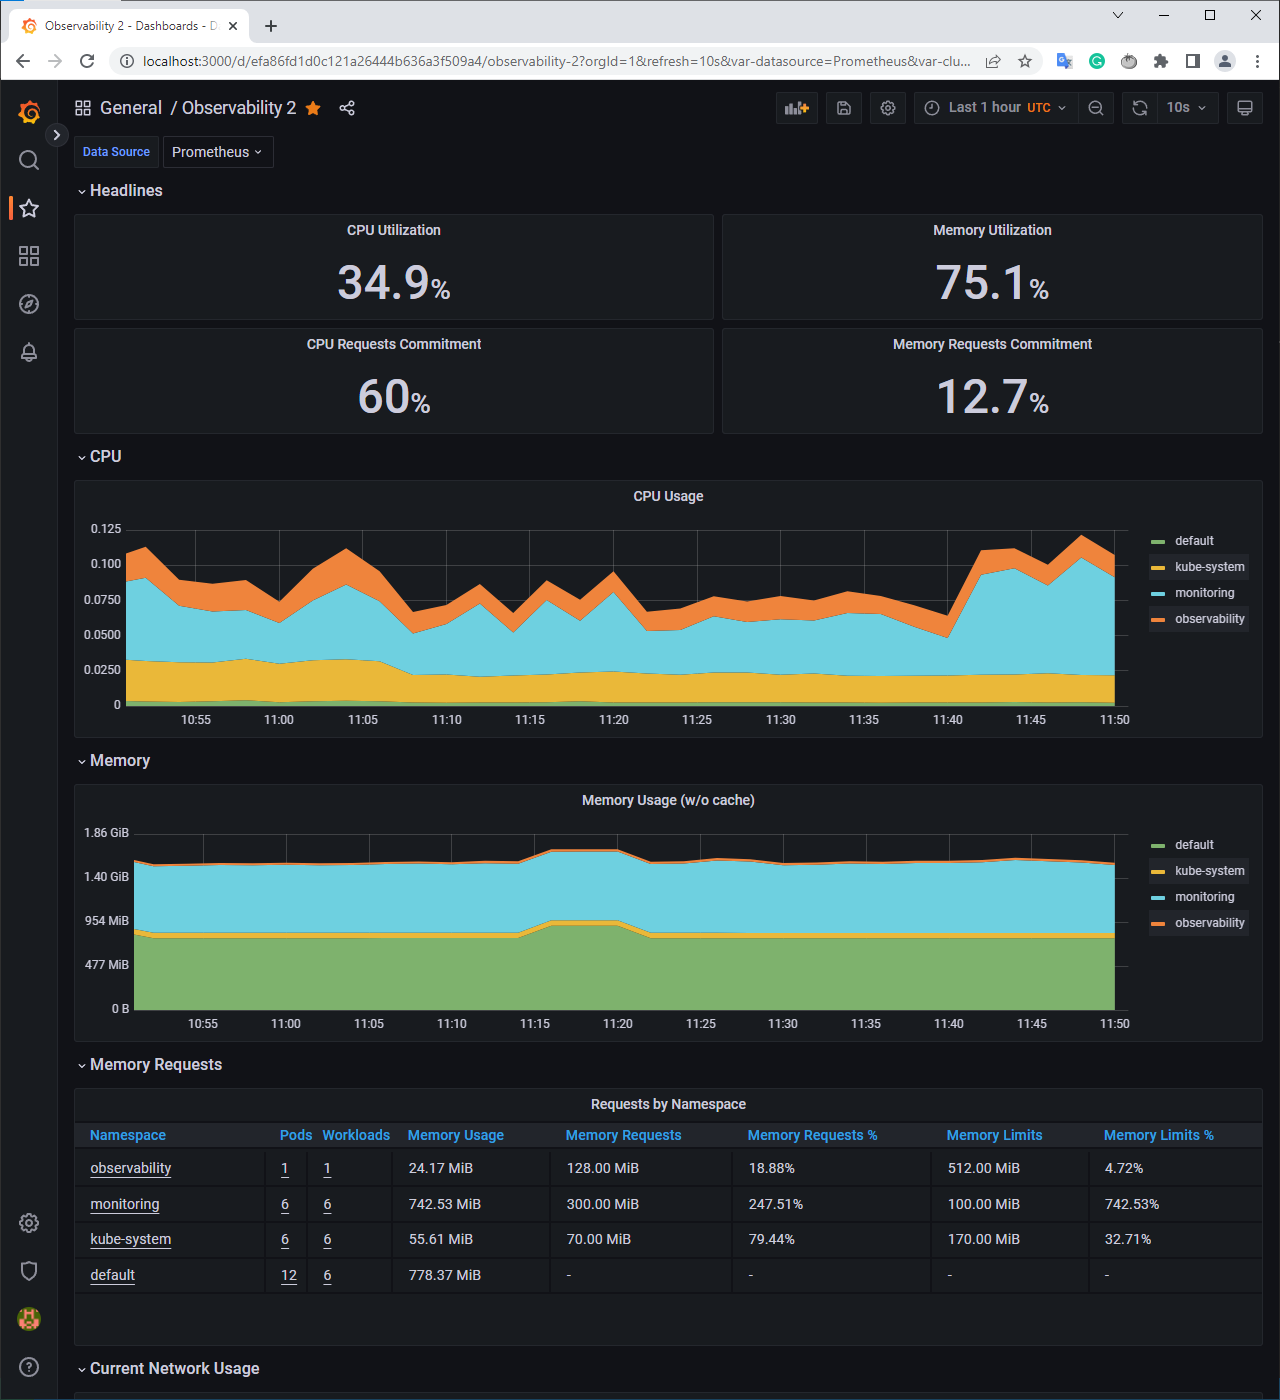 Observability 2 - Dashboards - D
localhost:3000/d/efa86fd1d0c121a26444b636a3f509a4/observability-2?orgId=1&refresh=10s&var-datasource=Prometheus&var-clu...
General / Observability 2
Last 1 hour UTC
10s
Data Source
Prometheus
Headlines
CPU Utilization
34.9%
Memory Utilization
75.1%
CPU Requests Commitment
60%
Memory Requests Commitment
12.7%
CPU
CPU Usage
0.125
0.100
0.0750
0.0500
0.0250
0
10:55 11:00 11:05 11:10 11:15 11:20 11:25 11:30 11:35 11:40 11:45 11:50
default
kube-system
monitoring
observability
Memory
Memory Usage (w/o cache)
1.86 GiB
1.40 GiB
954 MiB
477 MiB
0 B
10:55 11:00 11:05 11:10 11:15 11:20 11:25 11:30 11:35 11:40 11:45 11:50
default
kube-system
monitoring
observability
Memory Requests
Requests by Namespace
Namespace Pods Workloads Memory Usage Memory Requests Memory Requests % Memory Limits Memory Limits %
observability 1 1 24.17 MiB 128.00 MiB 18.88% 512.00 MiB 4.72%
monitoring 6 6 742.53 MiB 300.00 MiB 247.51% 100.00 MiB 742.53%
kube-system 6 6 55.61 MiB 70.00 MiB 79.44% 170.00 MiB 32.71%
default 12 6 778.37 MiB - - - -
Current Network Usage